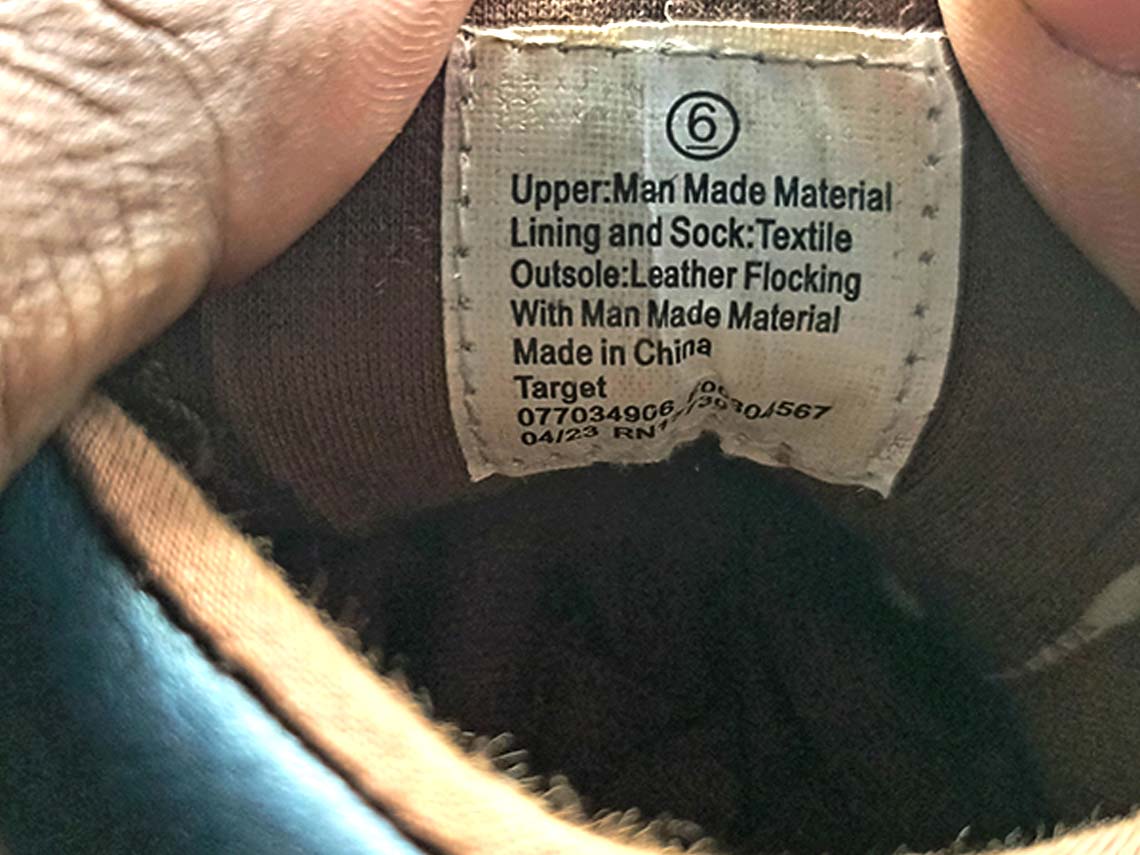 6
Upper:Man Made Material
Lining and Sock:Textile
Outsole:Leather Flocking
With Man Made Material
Made in China
Target
077034906
04/23 RN